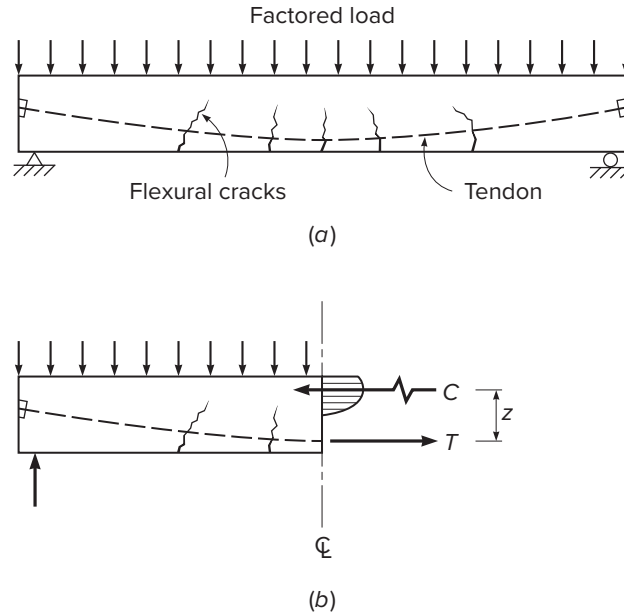 Factored load
Flexural cracks
Tendon
(a)
C
z
T
℄
(b)